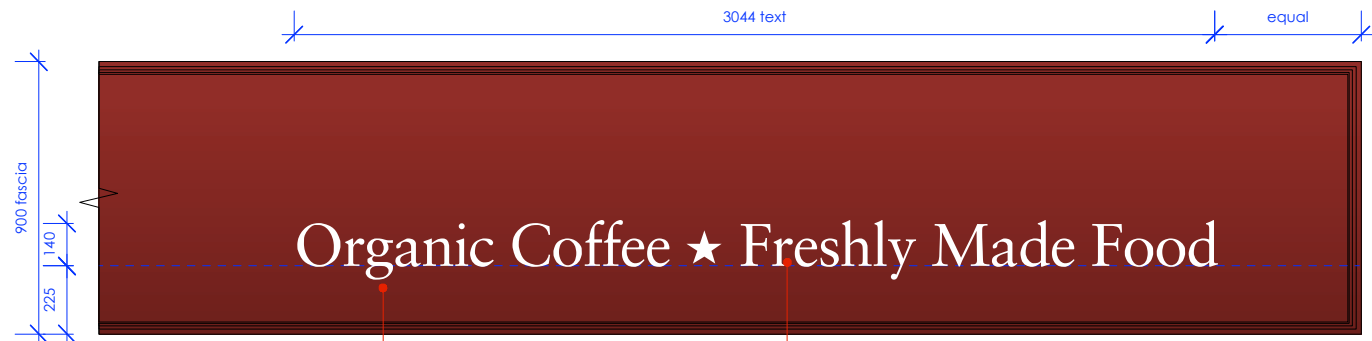 3044 text
equal
900 fascia
140
225
Organic Coffee ★ Freshly Made Food